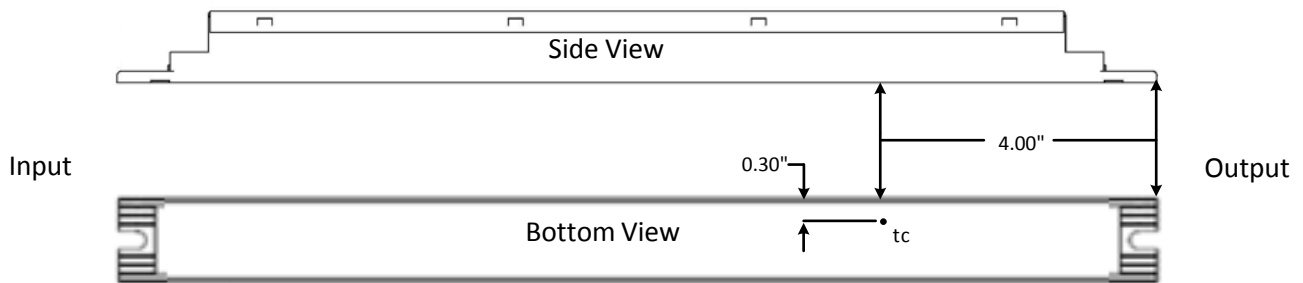 Side View
4.00"
0.30"
Input
Output
Bottom View
tc